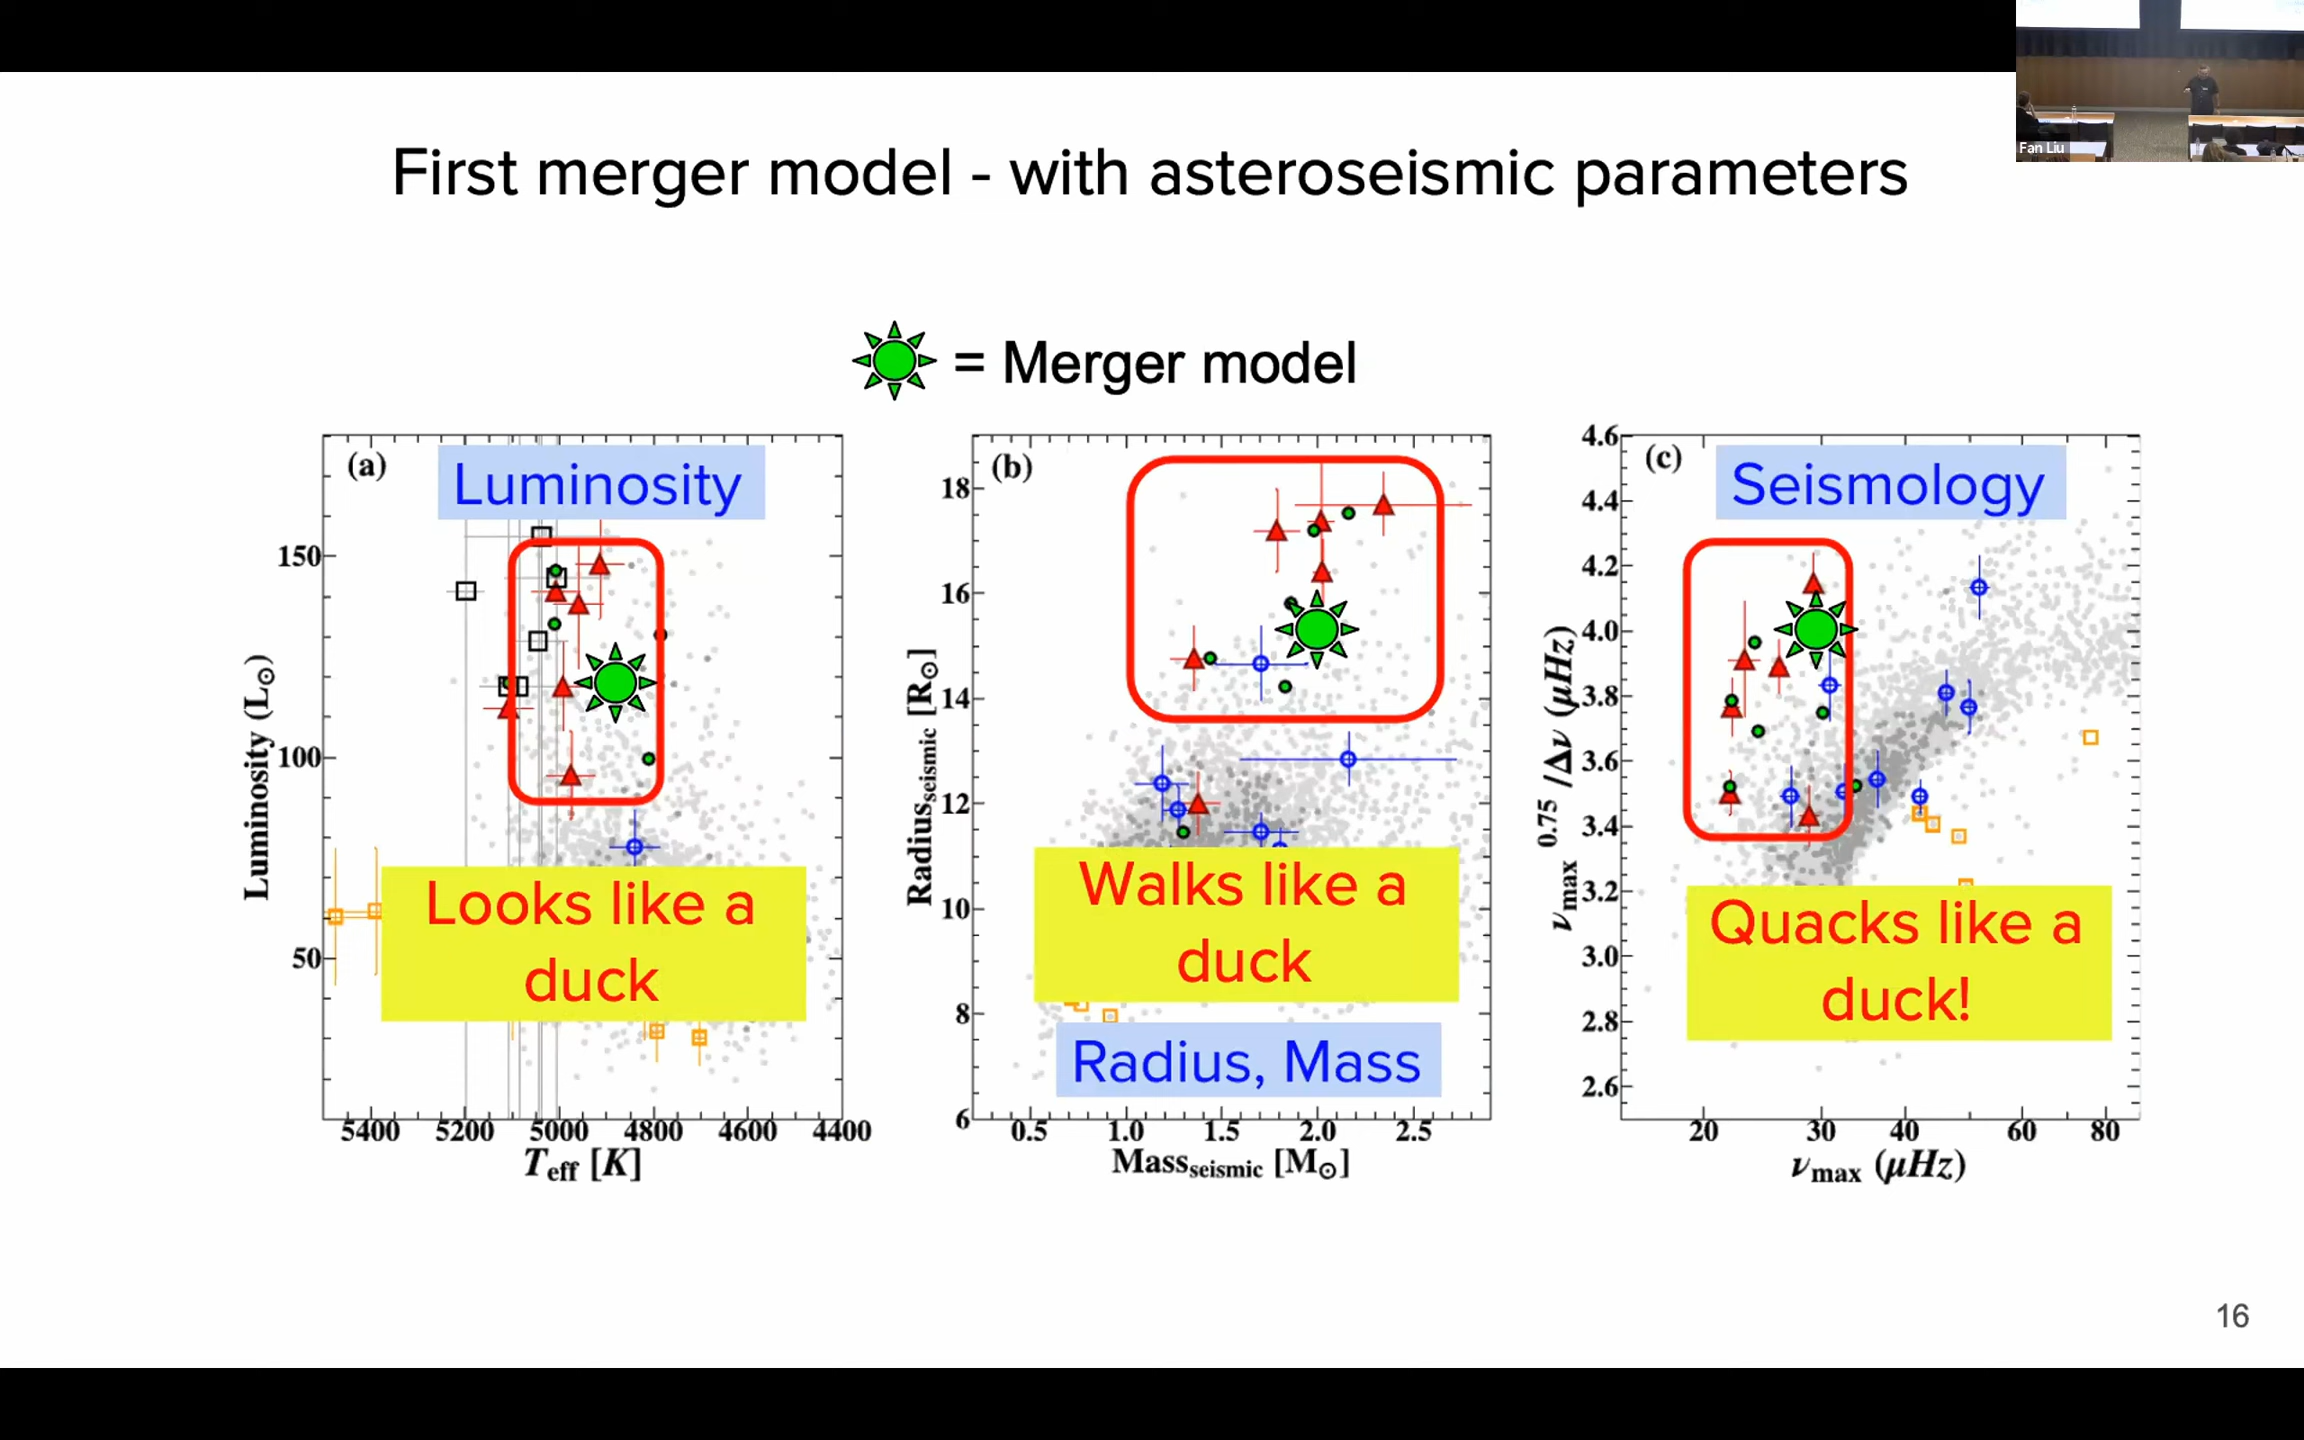 Fan Liu
First merger model - with asteroseismic parameters
= Merger model
(a)
Luminosity
150
100
50
Luminosity (L⊙)
Looks like a
duck
5400 5200 5000 4800 4600 4400
Teff [K]
(b)
18
16
14
12
10
8
6
Radiusseismic [R⊙]
Walks like a
duck
Radius, Mass
0.5 1.0 1.5 2.0 2.5
Massseismic [M⊙]
(c)
Seismology
4.6
4.4
4.2
4.0
3.8
3.6
3.4
3.2
3.0
2.8
2.6
νmax^0.75 /Δν (μHz)
Quacks like a
duck!
20 30 40 60 80
νmax (μHz)
16